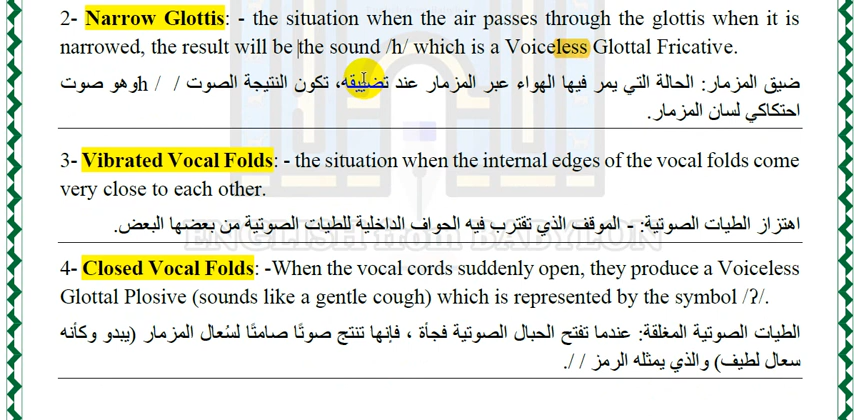 2- Narrow Glottis: - the situation when the air passes through the glottis when it is
narrowed, the result will be the sound /h/ which is a Voiceless Glottal Fricative.
ضيق المزمار: الحالة التي يمر فيها الهواء عبر المزمار عند تضييقه، تكون النتيجة الصوت / / h وهو صوت
احتكاكي لسان المزمار.
3- Vibrated Vocal Folds: - the situation when the internal edges of the vocal folds come
very close to each other.
اهتزاز الطيات الصوتية: - الموقف الذي تقترب فيه الحواف الداخلية للطيات الصوتية من بعضها البعض.
ENGLISH from BABYLON
4- Closed Vocal Folds: -When the vocal cords suddenly open, they produce a Voiceless
Glottal Plosive (sounds like a gentle cough) which is represented by the symbol /ʔ/.
الطيات الصوتية المغلقة: عندما تفتح الحبال الصوتية فجأة ، فإنها تنتج صوتًا صامتًا لسُعال المزمار (يبدو وكأنه
سعال لطيف) والذي يمثله الرمز / /.